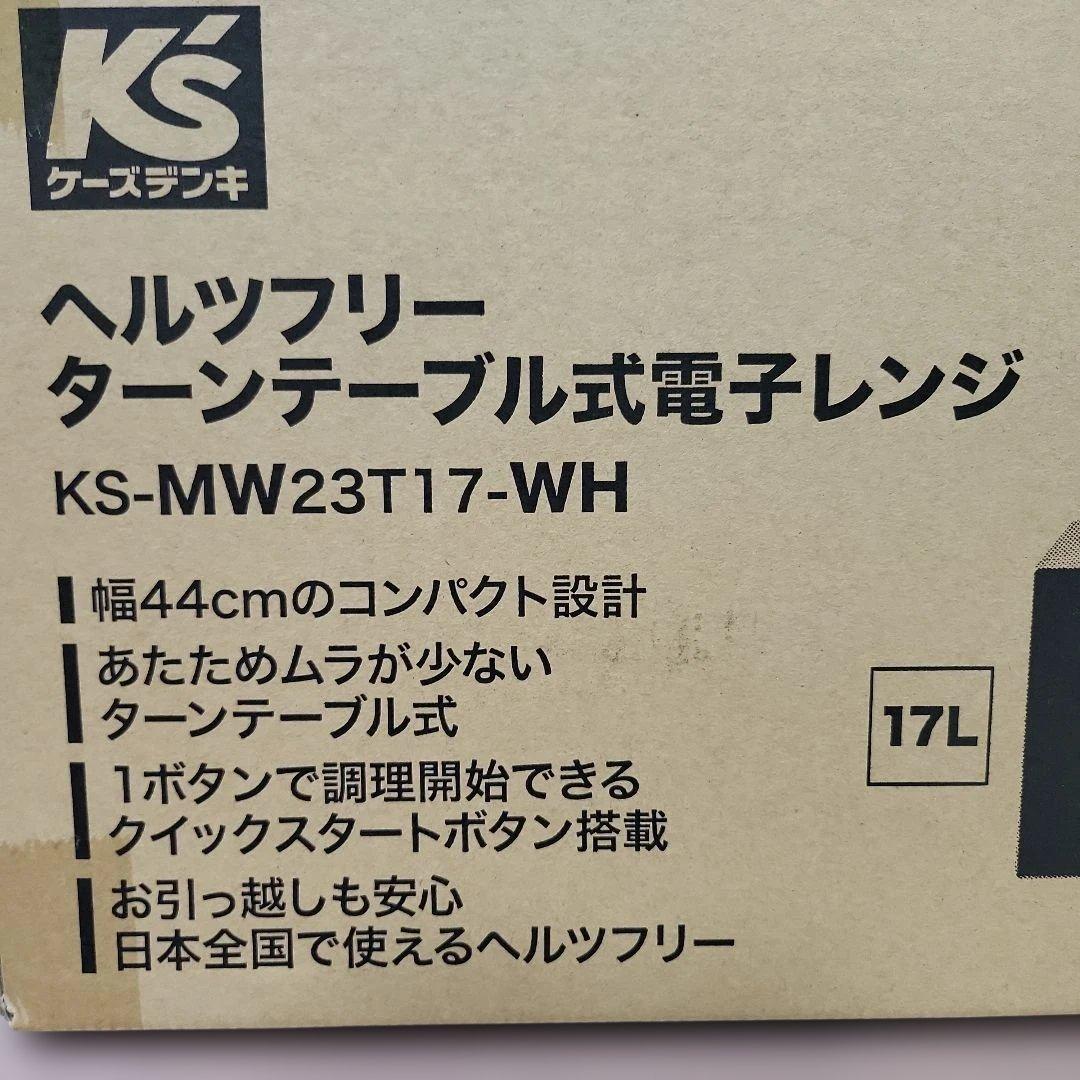 K's
ケーズデンキ
ヘルツフリー
ターンテーブル式電子レンジ
KS-MW23T17-WH
幅44cmのコンパクト設計
あたためムラが少ない
ターンテーブル式
17L
1ボタンで調理開始できる
クイックスタートボタン搭載
お引っ越しも安心
日本全国で使えるヘルツフリー